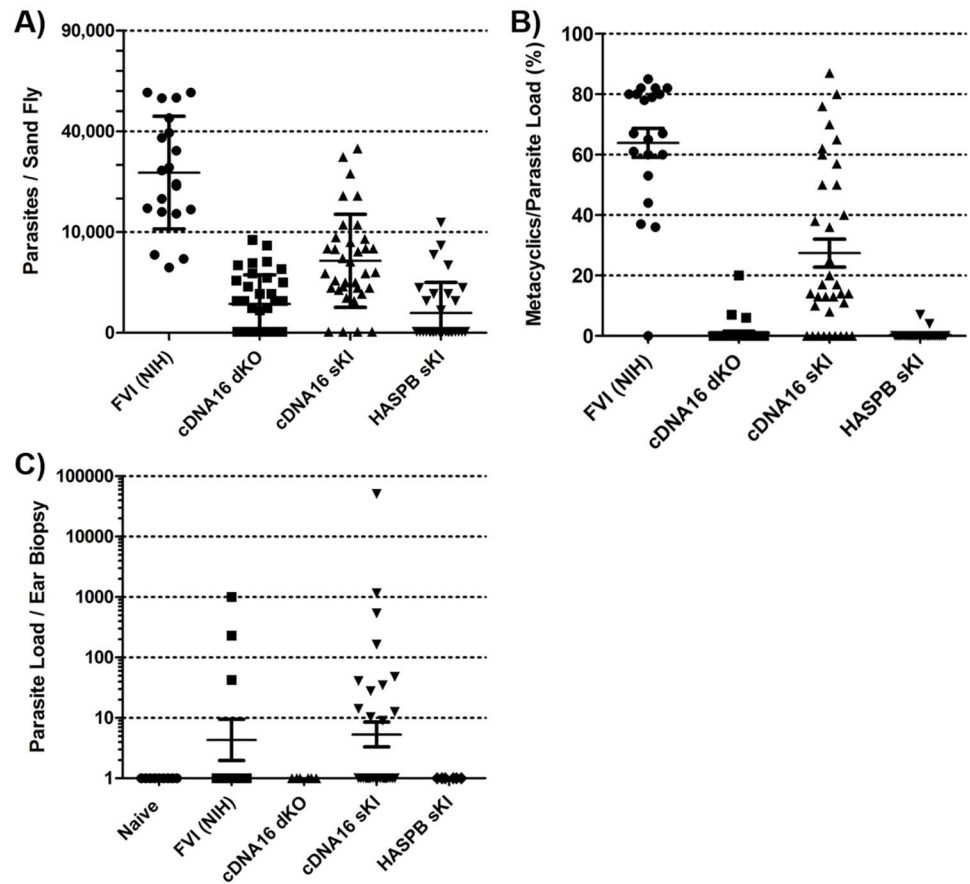 A)
Parasites / Sand Fly
90,000
40,000
10,000
0
FVI (NIH)
cDNA16 dKO
cDNA16 sKI
HASPB sKI
B)
Metacyclics/Parasite Load (%)
100
80
60
40
20
0
FVI (NIH)
cDNA16 dKO
cDNA16 sKI
HASPB sKI
C)
Parasite Load / Ear Biopsy
100000
10000
1000
100
10
1
Naive
FVI (NIH)
cDNA16 dKO
cDNA16 sKI
HASPB sKI